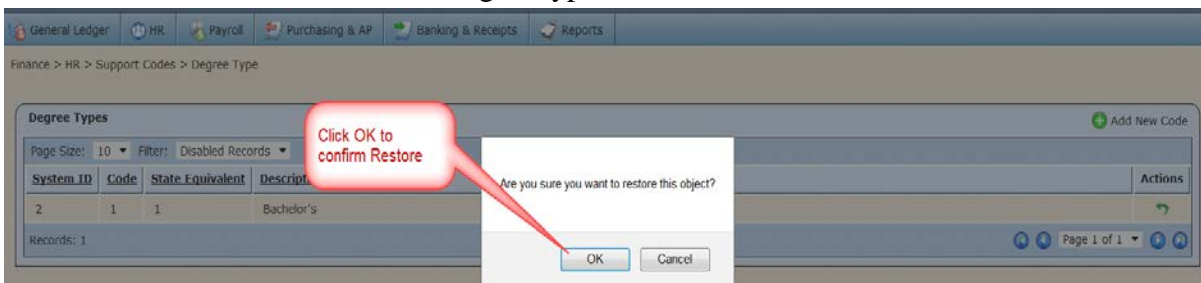 General Ledger HR Payroll Purchasing & AP Banking & Receipts Reports
Finance > HR > Support Codes > Degree Type
Degree Types Add New Code
Page Size: 10 Filter: Disabled Records
System ID Code State Equivalent Actions
2 1 1 Bachelor's
Records: 1 Page 1 of 1
Click OK to
confirm Restore
Are you sure you want to restore this object?
OK Cancel